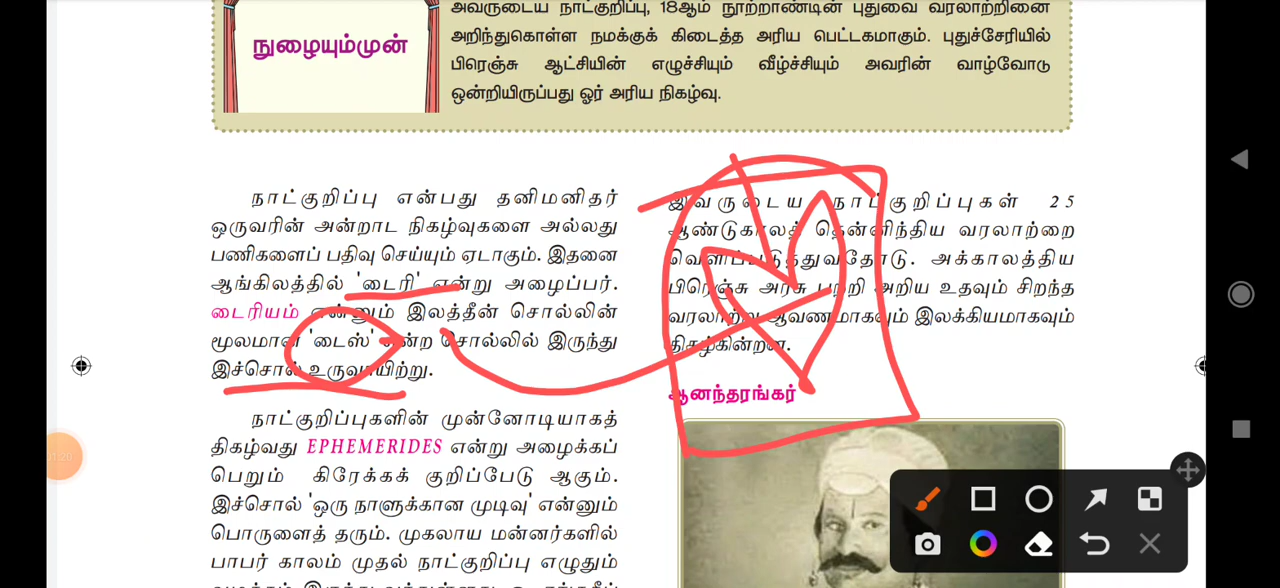 அவருடைய நாட்குறிப்பு, 18ஆம் நூற்றாண்டின் புதுவை வரலாற்றினை
நுழையும்முன்
அறிந்துகொள்ள நமக்குக் கிடைத்த அரிய பெட்டகமாகும். புதுச்சேரியில்
பிரெஞ்சு ஆட்சியின் எழுச்சியும் வீழ்ச்சியும் அவரின் வாழ்வோடு
ஒன்றியிருப்பது ஓர் அரிய நிகழ்வு.
நாட்குறிப்பு என்பது தனிமனிதர்
ஒருவரின் அன்றாட நிகழ்வுகளை அல்லது
பணிகளைப் பதிவு செய்யும் ஏடாகும். இதனை
ஆங்கிலத்தில் 'டைரி' என்று அழைப்பர்.
டைரியம் என்னும் இலத்தீன் சொல்லின்
மூலமான 'டைஸ்' என்ற சொல்லில் இருந்து
இச்சொல் உருவாயிற்று.
நாட்குறிப்புகளின் முன்னோடியாகத்
திகழ்வது EPHEMERIDES என்று அழைக்கப்
பெறும் கிரேக்கக் குறிப்பேடு ஆகும்.
இச்சொல் 'ஒரு நாளுக்கான முடிவு' என்னும்
பொருளைத் தரும். முகலாய மன்னர்களில்
பாபர் காலம் முதல் நாட்குறிப்பு எழுதும்
இவருடைய நாட்குறிப்புகள் 25
ஆண்டுகாலத் தென்னிந்திய வரலாற்றை
வெளிப்படுத்துவதோடு. அக்காலத்திய
பிரெஞ்சு அரசு பற்றி அறிய உதவும் சிறந்த
வரலாற்று ஆவணமாகவும் இலக்கியமாகவும்
திகழ்கின்றன.
ஆனந்தரங்கர்
01:20